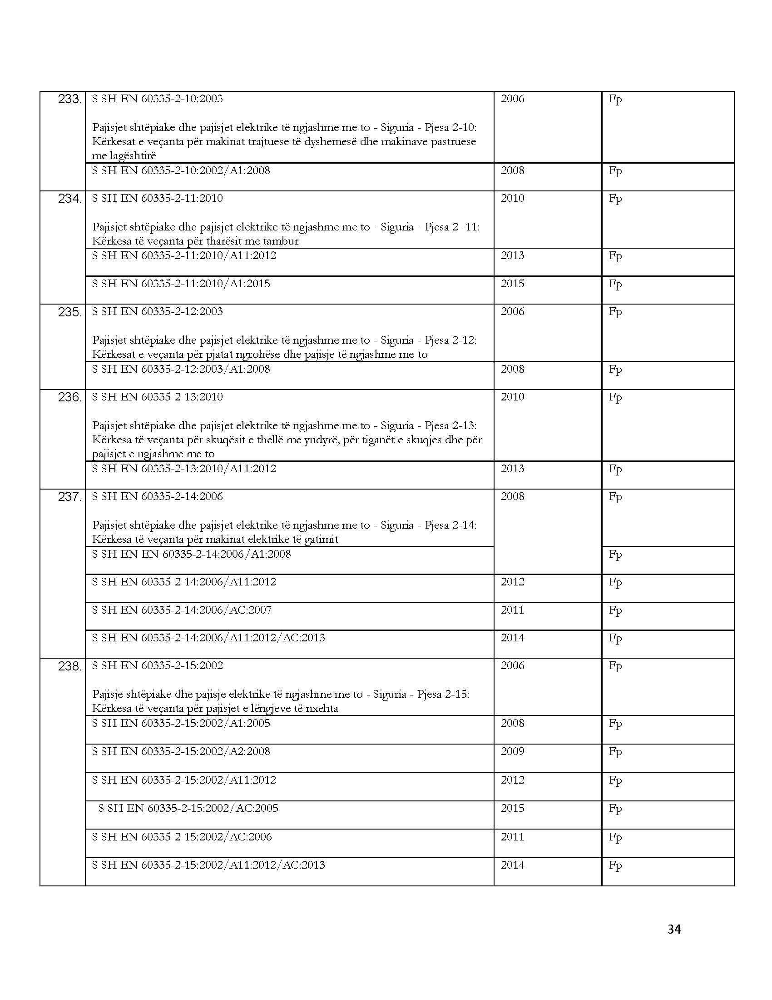 233. S SH EN 60335-2-10:2003 2006 Fp
Pajisjet shtëpiake dhe pajisjet elektrike të ngjashme me to - Siguria - Pjesa 2-10:
Kërkesat e veçanta për makinat trajtuese të dyshemesë dhe makinave pastruese
me lagështirë
S SH EN 60335-2-10:2002/A1:2008 2008 Fp
234. S SH EN 60335-2-11:2010 2010 Fp
Pajisjet shtëpiake dhe pajisjet elektrike të ngjashme me to - Siguria - Pjesa 2 -11:
Kërkesa të veçanta për tharësit me tambur
S SH EN 60335-2-11:2010/A11:2012 2013 Fp
S SH EN 60335-2-11:2010/A1:2015 2015 Fp
235. S SH EN 60335-2-12:2003 2006 Fp
Pajisjet shtëpiake dhe pajisjet elektrike të ngjashme me to - Siguria - Pjesa 2-12:
Kërkesat e veçanta për pjatat ngrohëse dhe pajisje të ngjashme me to
S SH EN 60335-2-12:2003/A1:2008 2008 Fp
236. S SH EN 60335-2-13:2010 2010 Fp
Pajisjet shtëpiake dhe pajisjet elektrike të ngjashme me to - Siguria - Pjesa 2-13:
Kërkesa të veçanta për skuqësit e thellë me yndyrë, për tiganët e skuqjes dhe për
pajisjet e ngjashme me to
S SH EN 60335-2-13:2010/A11:2012 2013 Fp
237. S SH EN 60335-2-14:2006 2008 Fp
Pajisjet shtëpiake dhe pajisjet elektrike të ngjashme me to - Siguria - Pjesa 2-14:
Kërkesa të veçanta për makinat elektrike të gatimit
S SH EN EN 60335-2-14:2006/A1:2008 Fp
S SH EN 60335-2-14:2006/A11:2012 2012 Fp
S SH EN 60335-2-14:2006/AC:2007 2011 Fp
S SH EN 60335-2-14:2006/A11:2012/AC:2013 2014 Fp
238. S SH EN 60335-2-15:2002 2006 Fp
Pajisje shtëpiake dhe pajisje elektrike të ngjashme me to - Siguria - Pjesa 2-15:
Kërkesa të veçanta për pajisjet e lëngjeve të nxehta
S SH EN 60335-2-15:2002/A1:2005 2008 Fp
S SH EN 60335-2-15:2002/A2:2008 2009 Fp
S SH EN 60335-2-15:2002/A11:2012 2012 Fp
S SH EN 60335-2-15:2002/AC:2005 2015 Fp
S SH EN 60335-2-15:2002/AC:2006 2011 Fp
S SH EN 60335-2-15:2002/A11:2012/AC:2013 2014 Fp
34